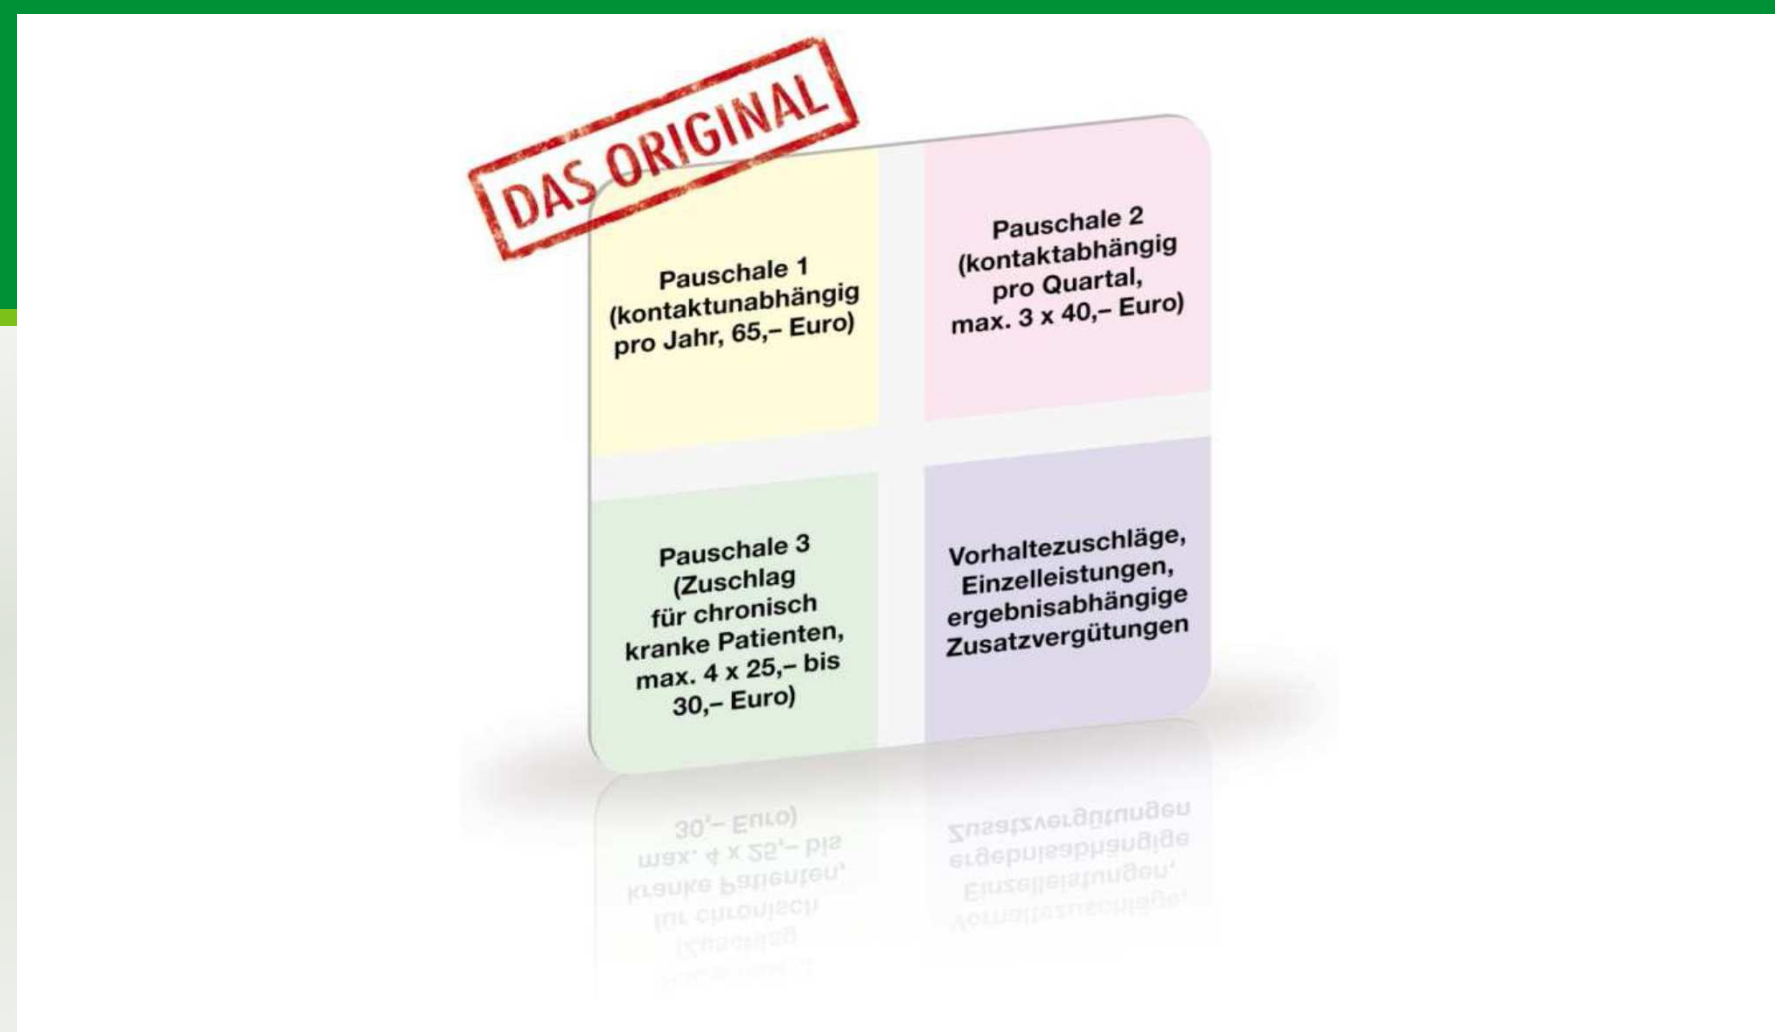 DAS ORIGINAL
Pauschale 1
(kontaktunabhängig
pro Jahr, 65,– Euro)
Pauschale 2
(kontaktabhängig
pro Quartal,
max. 3 x 40,– Euro)
Pauschale 3
(Zuschlag
für chronisch
kranke Patienten,
max. 4 x 25,– bis
30,– Euro)
Vorhaltezuschläge,
Einzelleistungen,
ergebnisabhängige
Zusatzvergütungen